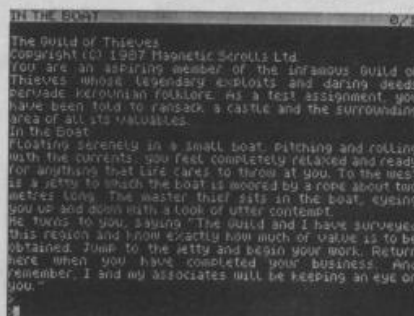 IN THE BOAT 0/
The Guild of Thieves
Copyright (C) 1987 Magnetic Scrolls Ltd
You are an aspiring member of the infamous Guild of
Thieves whose legendary exploits and daring deeds
pervade Kerovnian folklore. As a test assignment, you
have been told to ransack a castle and the surrounding
area of all its valuables.
In the Boat
Floating serenely in a small boat, pitching and rolling
with the currents, you feel completely relaxed and ready
for anything that life cares to throw at you. To the west
is a jetty to which the boat is moored by a rope about two
metres long. The master thief sits in the boat, eyeing
you up and down with a look of utter contempt.
He turns to you, saying "The Guild and I have surveyed
this region and know exactly how much of value is to be
obtained. Jump to the jetty and begin your work. Return
here when you have completed your business. And
remember, I and my associates will be keeping an eye on
you."